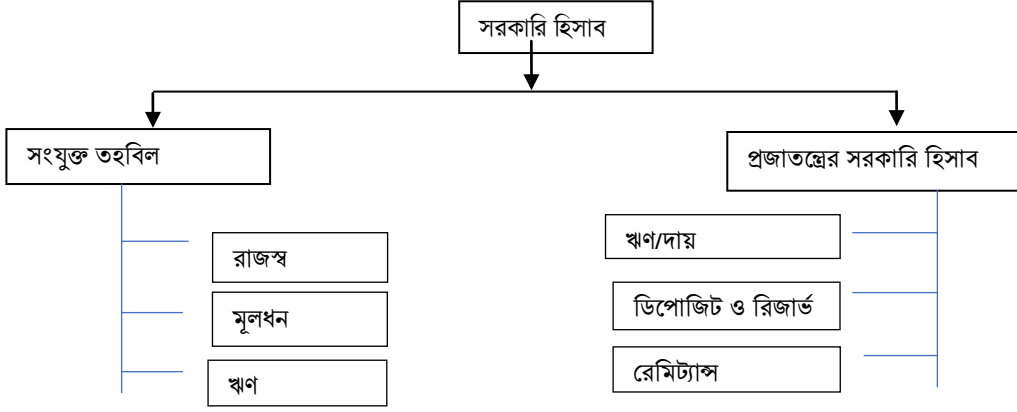 সরকারি হিসাব
সংযুক্ত তহবিল
প্রজাতন্ত্রের সরকারি হিসাব
রাজস্ব
মূলধন
ঋণ
ঋণ/দায়
ডিপোজিট ও রিজার্ভ
রেমিট্যান্স